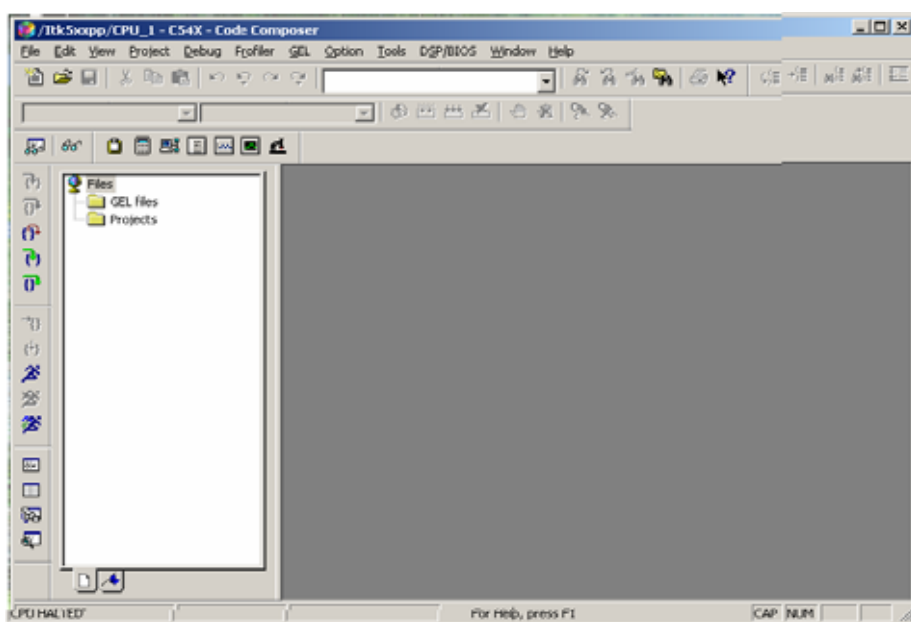 /Itk5xxpp/CPU_1 - C54X - Code Composer
File Edit View Project Debug Profiler GEL Option Tools DSP/BIOS Window Help
Files
GEL files
Projects
CPU HALTED
For Help, press F1
CAP NUM